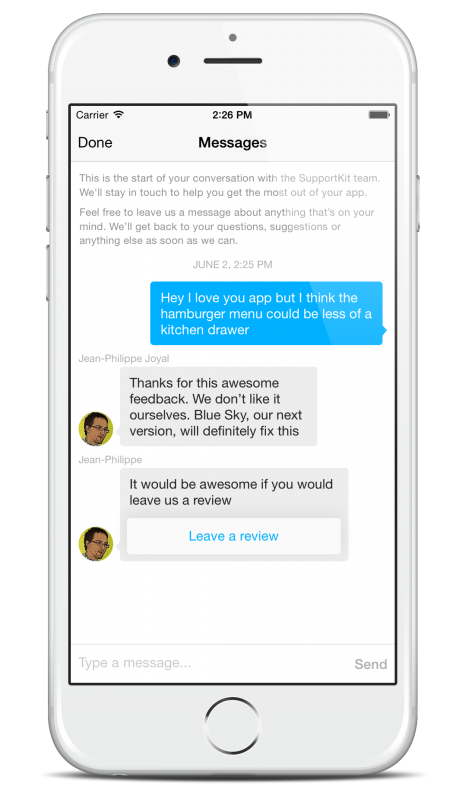 Carrier 2:26 PM
Done Messages
This is the start of your conversation with the SupportKit team.
We'll stay in touch to help you get the most out of your app.
Feel free to leave us a message about anything that's on your
mind. We'll get back to your questions, suggestions or
anything else as soon as we can.
JUNE 2, 2:25 PM
Hey I love you app but I think the
hamburger menu could be less of a
kitchen drawer
Jean-Philippe Joyal
Thanks for this awesome
feedback. We don't like it
ourselves. Blue Sky, our next
version, will definitely fix this
Jean-Philippe
It would be awesome if you would
leave us a review
Leave a review
Type a message... Send